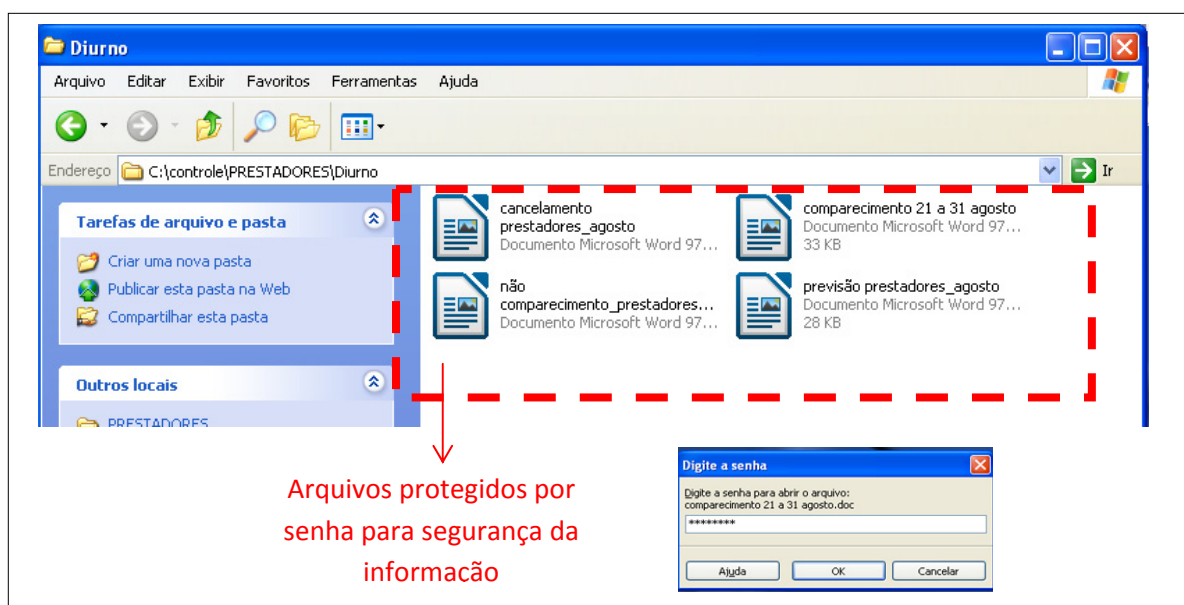 Diurno
Arquivo Editar Exibir Favoritos Ferramentas Ajuda
Endereço C:\controle\PRESTADORES\Diurno Ir
Tarefas de arquivo e pasta
Criar uma nova pasta
Publicar esta pasta na Web
Compartilhar esta pasta
Outros locais
PRESTADORES
cancelamento
prestadores_agosto
Documento Microsoft Word 97...
comparecimento 21 a 31 agosto
Documento Microsoft Word 97...
33 KB
não
comparecimento_prestadores...
Documento Microsoft Word 97...
previsão prestadores_agosto
Documento Microsoft Word 97...
28 KB
Arquivos protegidos por
senha para segurança da
informacão
Digite a senha
Digite a senha para abrir o arquivo:
comparecimento 21 a 31 agosto.doc
********
Ajuda OK Cancelar